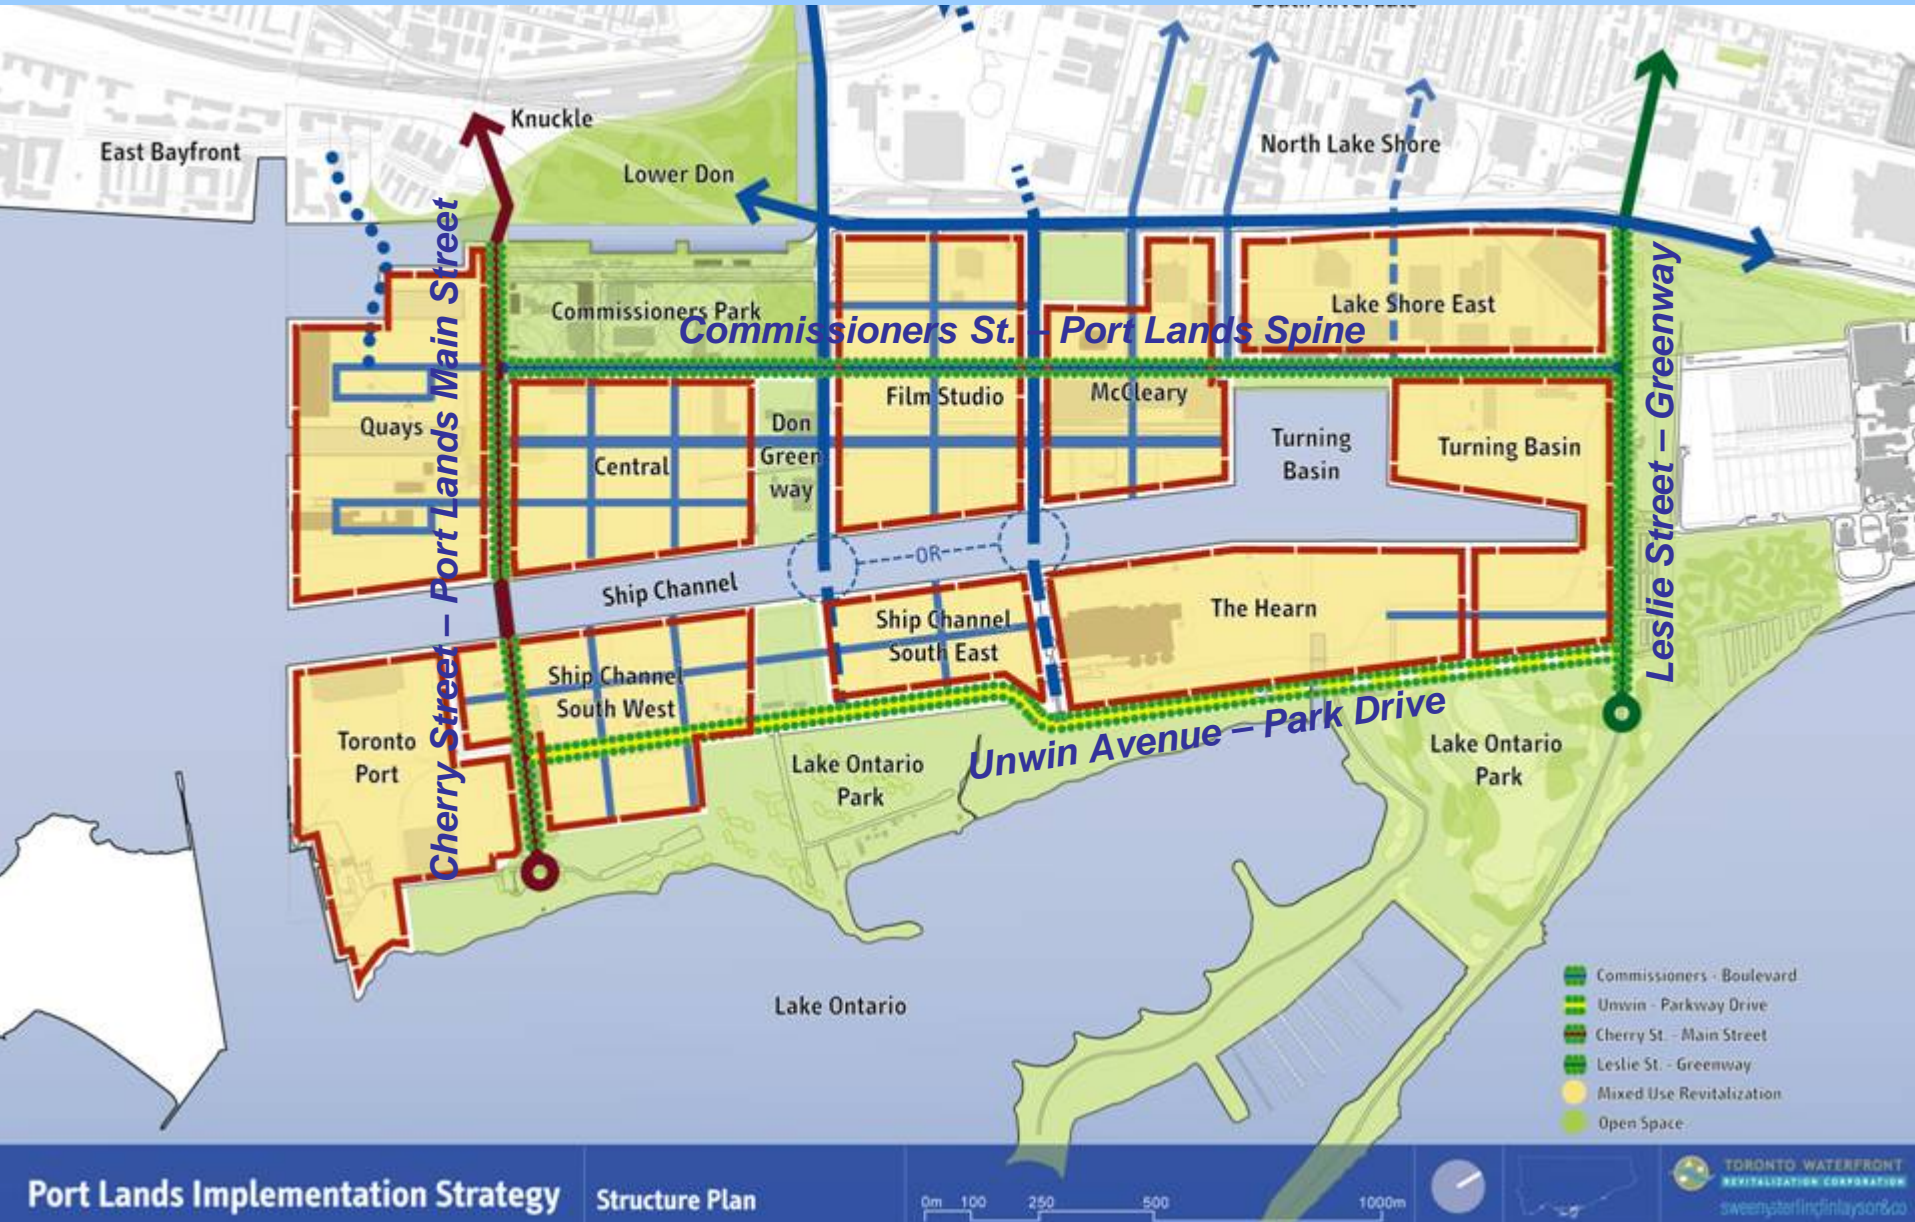 Knuckle
East Bayfront
Lower Don
North Lake Shore
Commissioners Park
Lake Shore East
Commissioners St. – Port Lands Spine
Cherry Street – Port Lands Main Street
Leslie Street – Greenway
Quays
Central
Don
Green
way
Film Studio
McCleary
Turning
Basin
Turning Basin
OR
Ship Channel
Ship Channel
South East
The Hearn
Ship Channel
South West
Toronto
Port
Lake Ontario
Park
Unwin Avenue – Park Drive
Lake Ontario
Park
Lake Ontario
Commissioners - Boulevard
Unwin - Parkway Drive
Cherry St. - Main Street
Leslie St. - Greenway
Mixed Use Revitalization
Open Space
Port Lands Implementation Strategy
Structure Plan
0m 100 250 500 1000m
TORONTO WATERFRONT
REVITALIZATION CORPORATION
sweenysterlingfinlayson&co